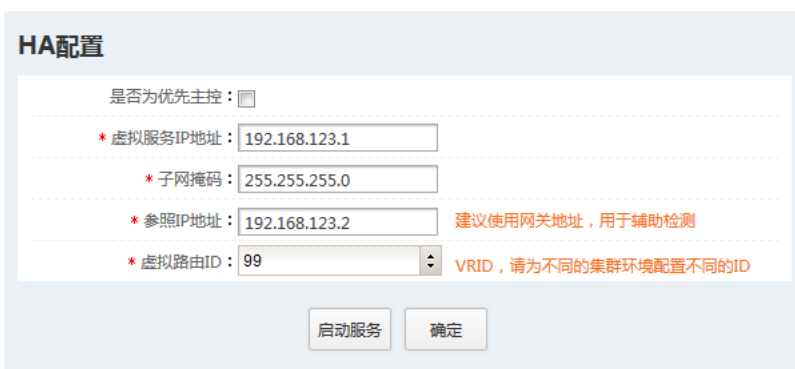 HA配置
是否为优先主控：
* 虚拟服务IP地址：192.168.123.1
* 子网掩码：255.255.255.0
* 参照IP地址：192.168.123.2 建议使用网关地址，用于辅助检测
* 虚拟路由ID：99 VRID，请为不同的集群环境配置不同的ID
启动服务 确定